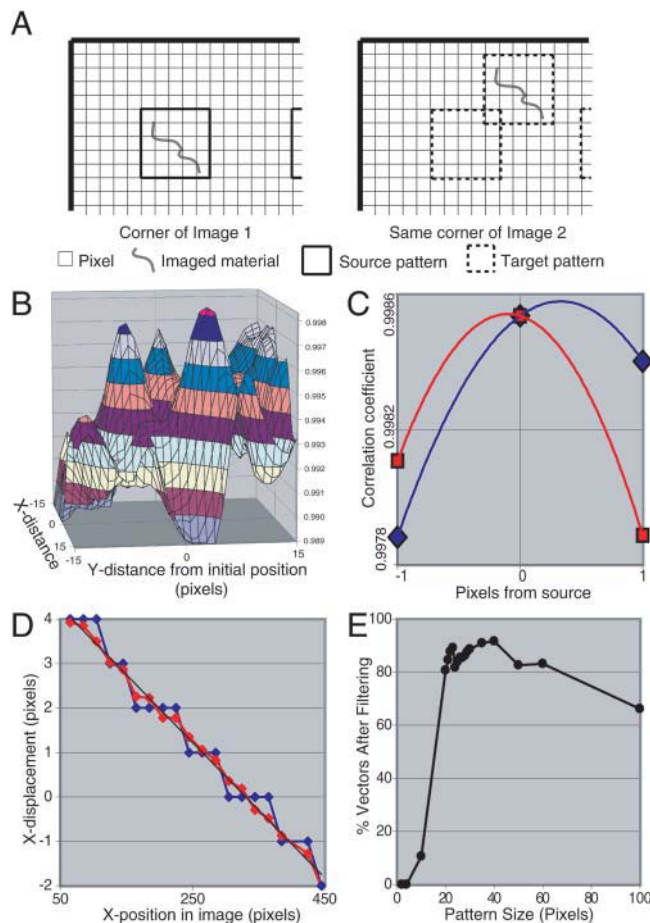 A
Corner of Image 1
Same corner of Image 2
Pixel
Imaged material
Source pattern
Target pattern
B
0.998
0.997
0.996
0.995
0.994
0.993
0.992
0.991
0.990
0.989
-15
0
15
X-distance
-15
0
15
Y-distance from initial position
(pixels)
C
Correlation coefficient
0.9986
0.9982
0.9978
-1
0
1
Pixels from source
D
X-displacement (pixels)
4
3
2
1
0
-1
-2
50
250
450
X-position in image (pixels)
E
% Vectors After Filtering
100
80
60
40
20
0
0
20
40
60
80
100
Pattern Size (Pixels)